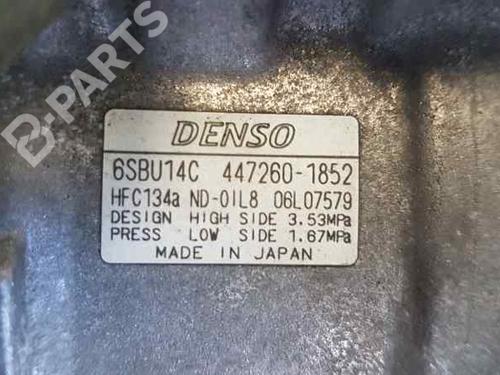 B-PARTS
DENSO
6SBU14C 447260-1852
HFC134a ND-OIL8 06L07579
DESIGN HIGH SIDE 3.53MPa
PRESS LOW SIDE 1.67MPa
MADE IN JAPAN